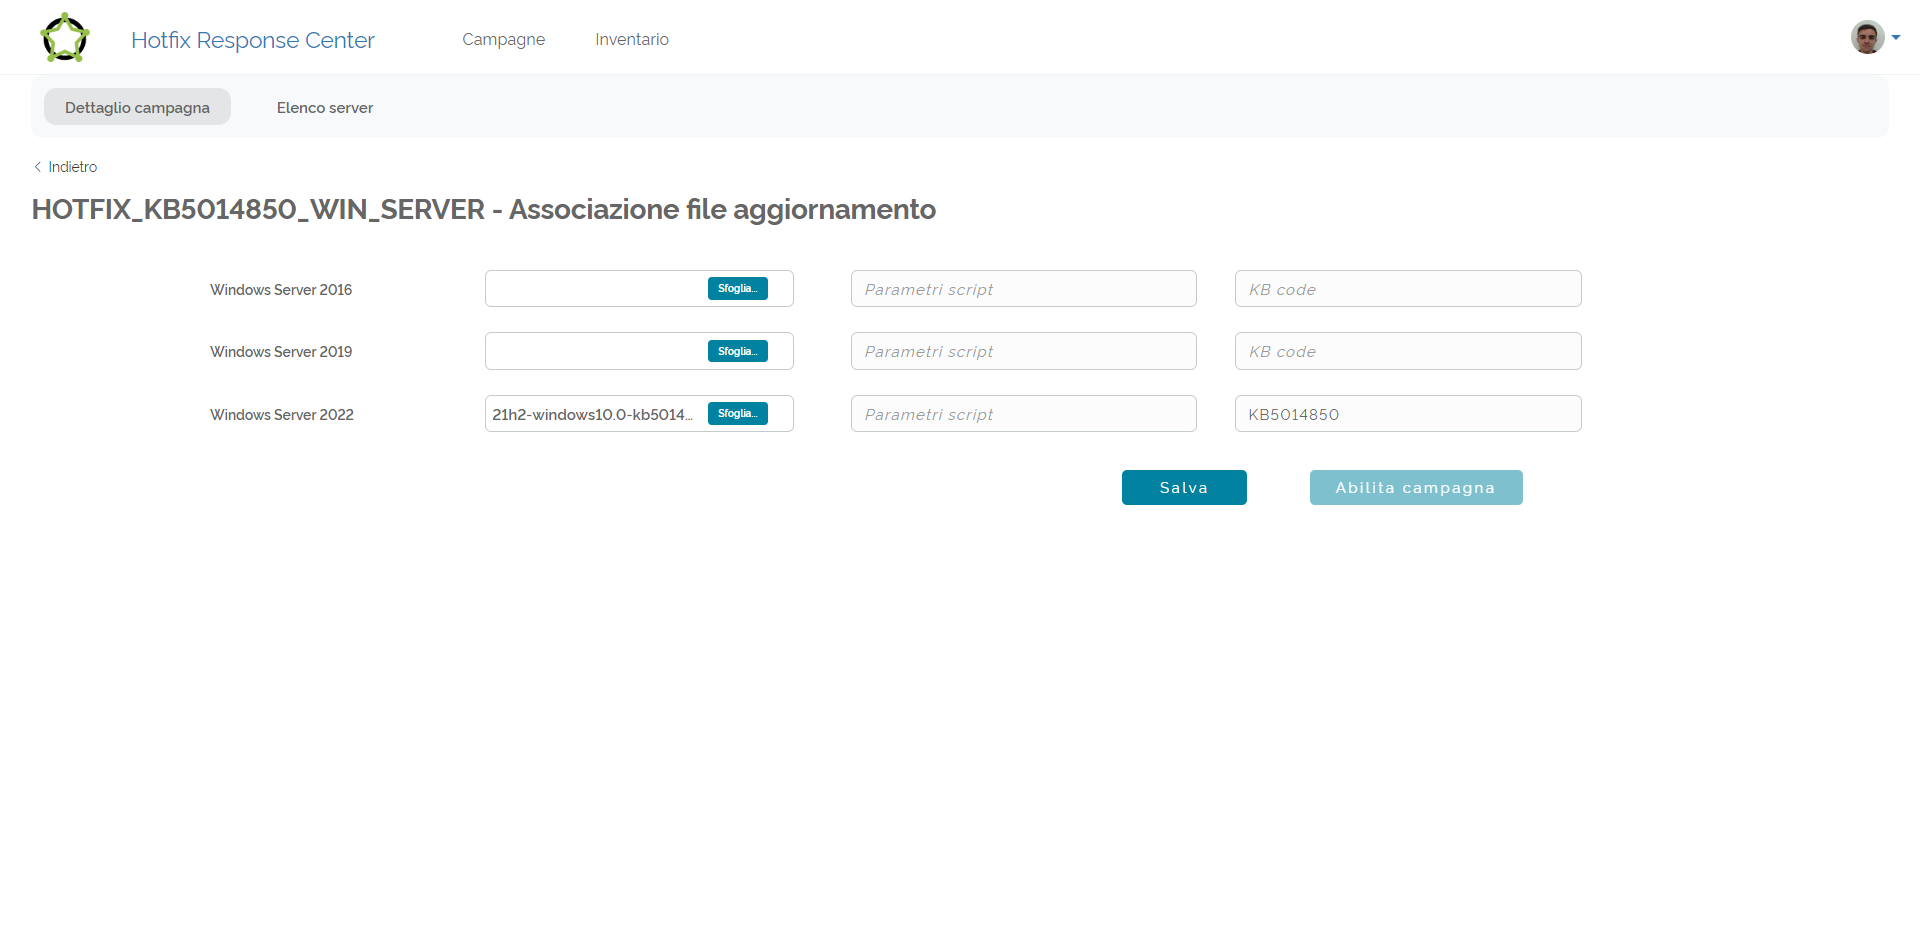 Hotfix Response Center Campagne Inventario
Dettaglio campagna Elenco server
Indietro
HOTFIX_KB5014850_WIN_SERVER - Associazione file aggiornamento
Windows Server 2016 Sfoglia... Parametri script KB code
Windows Server 2019 Sfoglia... Parametri script KB code
Windows Server 2022 21h2-windows10.0-kb5014... Sfoglia... Parametri script KB5014850
Salva Abilita campagna